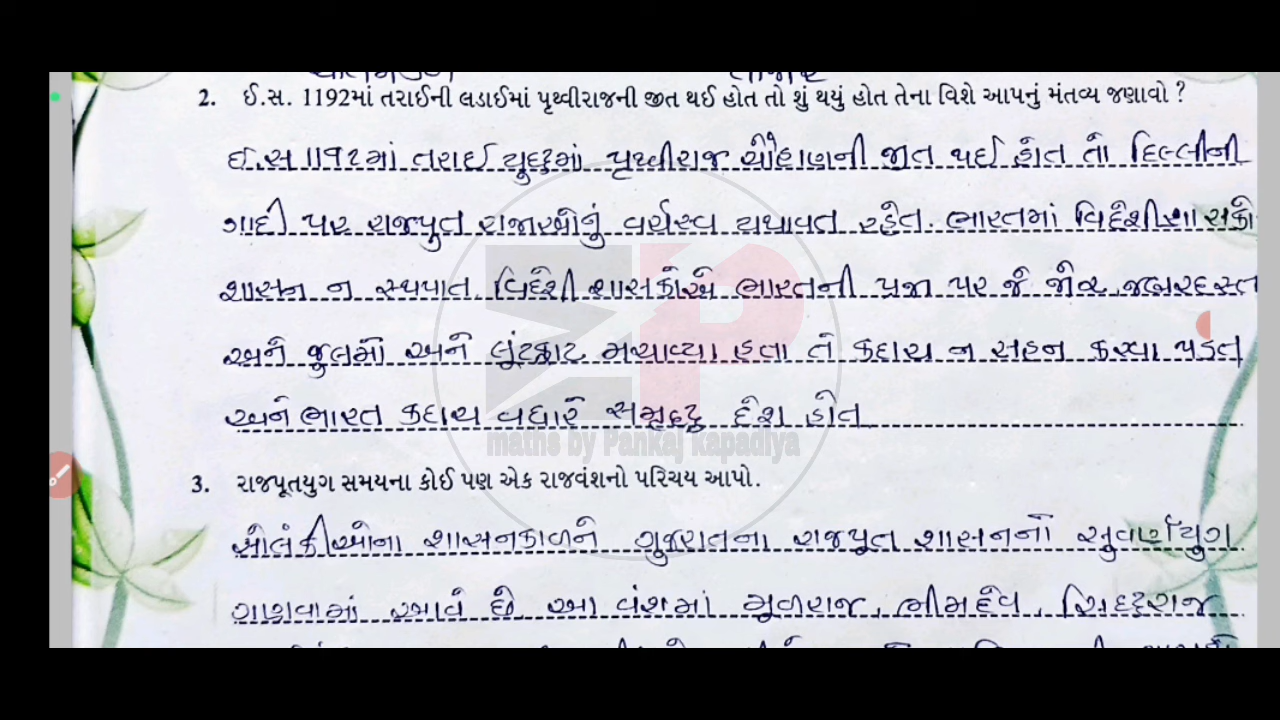 2. ઈ.સ. 1192માં તરાઈની લડાઈમાં પૃથ્વીરાજની જીત થઈ હોત તો શું થયું હોત તેના વિશે આપનું મંતવ્ય જણાવો ?
ઈ.સ 1192માં તરાઈ યુદ્ધમાં પૃથ્વીરાજ ચૌહાણની જીત થઈ હોત તો દિલ્લીની
ગાદી પર રાજપૂત રાજાઓનું વર્ચસ્વ યથાવત રહેત. ભારતમાં વિદેશી શાસકો
શાસન ન સ્થપાત વિદેશી શાસકોએ ભારતની પ્રજા પર જે જોર જબરદસ્ત
અને જુલમો અને લૂંટફાટ મચાવ્યા હતા તે કદાચ ન સહન કરવા પડત
અને ભારત કદાચ વધારે સમૃદ્ધ દેશ હોત
maths by Pankaj kapadiya
3. રાજપૂતયુગ સમયના કોઈ પણ એક રાજવંશનો પરિચય આપો.
સોલંકીઓના શાસનકાળને ગુજરાતના રાજપૂત શાસનનો સુવર્ણયુગ
ગણવામાં આવે છે આ વંશમાં મૂળરાજ, ભીમદેવ, સિદ્ધરાજ